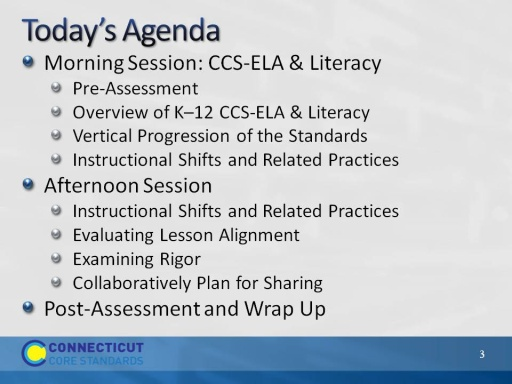 Today's Agenda
Morning Session: CCS-ELA & Literacy
Pre-Assessment
Overview of K–12 CCS-ELA & Literacy
Vertical Progression of the Standards
Instructional Shifts and Related Practices
Afternoon Session
Instructional Shifts and Related Practices
Evaluating Lesson Alignment
Examining Rigor
Collaboratively Plan for Sharing
Post-Assessment and Wrap Up
CONNECTICUT
CORE STANDARDS
3